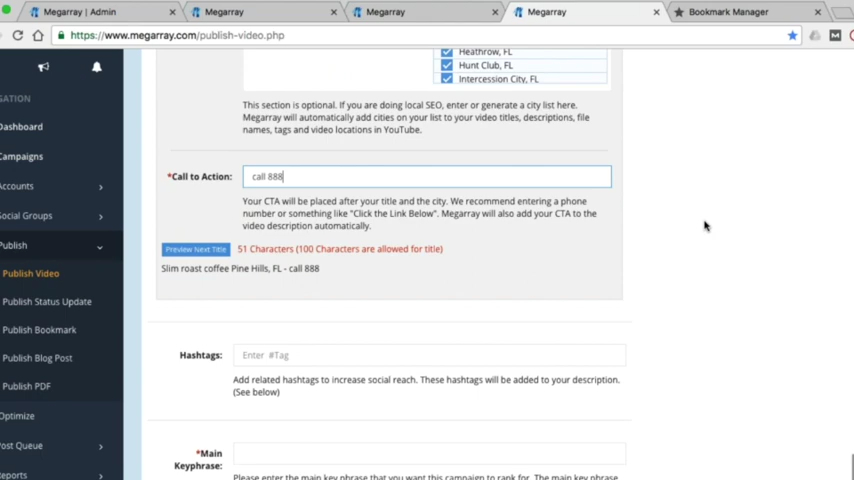 Megarray | Admin
Megarray
Megarray
Megarray
Bookmark Manager
https://www.megarray.com/publish-video.php
GATION
Dashboard
Campaigns
Accounts
Social Groups
Publish
Publish Video
Publish Status Update
Publish Bookmark
Publish Blog Post
Publish PDF
Optimize
Post Queue
Reports
Heathrow, FL
Hunt Club, FL
Intercession City, FL
This section is optional. If you are doing local SEO, enter or generate a city list here.
Megarray will automatically add cities on your list to your video titles, descriptions, file
names, tags and video locations in YouTube.
*Call to Action:
call 888
Your CTA will be placed after your title and the city. We recommend entering a phone
number or something like "Click the Link Below". Megarray will also add your CTA to the
video description automatically.
Preview Next Title
51 Characters (100 Characters are allowed for title)
Slim roast coffee Pine Hills, FL - call 888
Hashtags:
Enter #Tag
Add related hashtags to increase social reach. These hashtags will be added to your description.
(See below)
*Main
Keyphrase:
Please enter the main key phrase that you want this campaign to rank for. The main key phrase